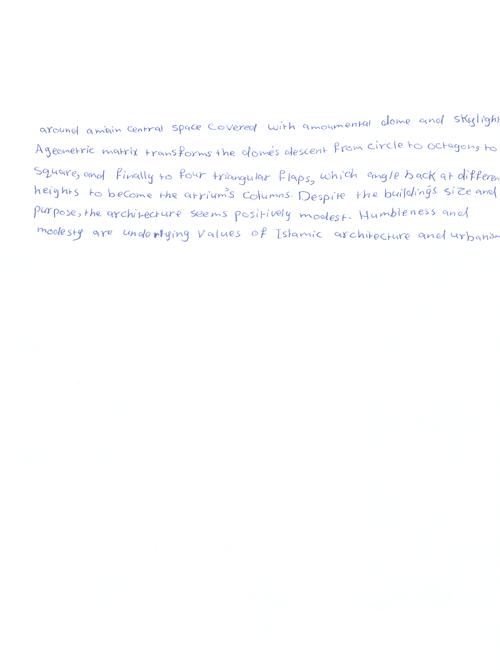 around amain central space Covered with amoumental dome and skylight
A geometric matrix transforms the dome's descent from circle to octagons to
Square, and finally to four triangular flaps, which angle back at differen
heights to become the atrium's columns. Despite the building's size and
purpose, the architecture seems positively modest. Humbleness and
modesty are underlying values of Islamic architecture and urbanism